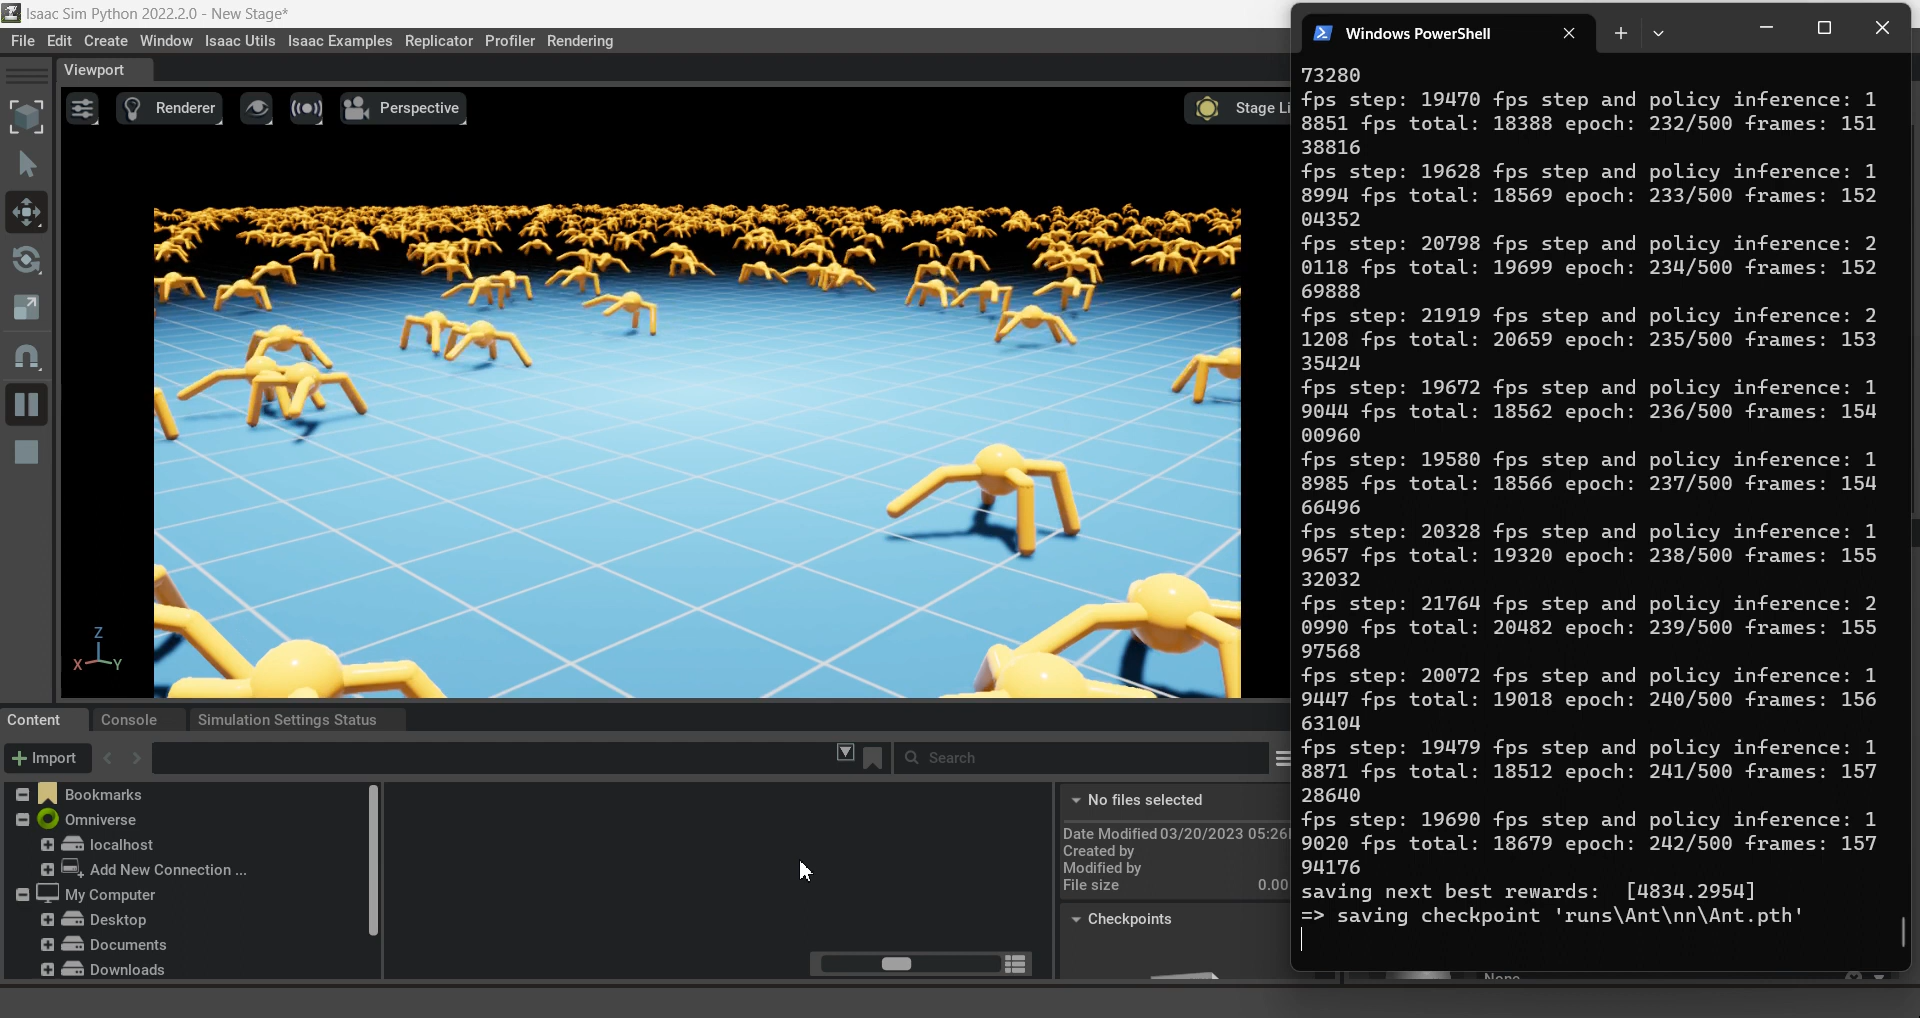 Isaac Sim Python 2022.2.0 - New Stage*
File Edit Create Window Isaac Utils Isaac Examples Replicator Profiler Rendering
Viewport
Renderer
Perspective
Stage Li
Z
X
Y
Content
Console
Simulation Settings Status
Import
Search
Bookmarks
Omniverse
localhost
Add New Connection ...
My Computer
Desktop
Documents
Downloads
No files selected
Date Modified 03/20/2023 05:26
Created by
Modified by
File size 0.00
Checkpoints
Windows PowerShell
73280
fps step: 19470 fps step and policy inference: 1
8851 fps total: 18388 epoch: 232/500 frames: 151
38816
fps step: 19628 fps step and policy inference: 1
8994 fps total: 18569 epoch: 233/500 frames: 152
04352
fps step: 20798 fps step and policy inference: 2
0118 fps total: 19699 epoch: 234/500 frames: 152
69888
fps step: 21919 fps step and policy inference: 2
1208 fps total: 20659 epoch: 235/500 frames: 153
35424
fps step: 19672 fps step and policy inference: 1
9044 fps total: 18562 epoch: 236/500 frames: 154
00960
fps step: 19580 fps step and policy inference: 1
8985 fps total: 18566 epoch: 237/500 frames: 154
66496
fps step: 20328 fps step and policy inference: 1
9657 fps total: 19320 epoch: 238/500 frames: 155
32032
fps step: 21764 fps step and policy inference: 2
0990 fps total: 20482 epoch: 239/500 frames: 155
97568
fps step: 20072 fps step and policy inference: 1
9447 fps total: 19018 epoch: 240/500 frames: 156
63104
fps step: 19479 fps step and policy inference: 1
8871 fps total: 18512 epoch: 241/500 frames: 157
28640
fps step: 19690 fps step and policy inference: 1
9020 fps total: 18679 epoch: 242/500 frames: 157
94176
saving next best rewards:  [4834.2954]
=> saving checkpoint 'runs\Ant\nn\Ant.pth'